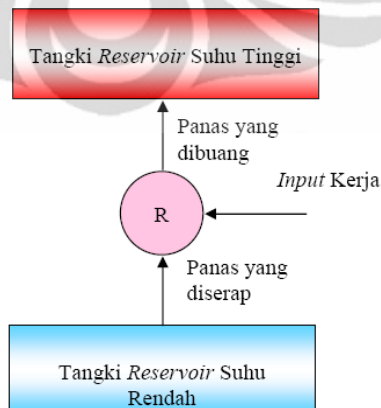 Tangki Reservoir Suhu Tinggi
Panas yang
dibuang
Input Kerja
R
Panas yang
diserap
Tangki Reservoir Suhu
Rendah